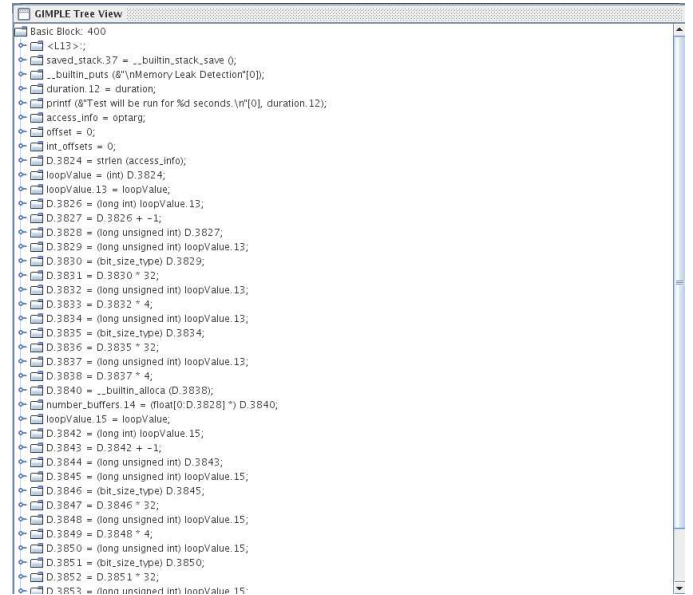 GIMPLE Tree View
Basic Block: 400
<L13>:;
saved_stack.37 = __builtin_stack_save ();
__builtin_puts (&"\nMemory Leak Detection"[0]);
duration.12 = duration;
printf (&"Test will be run for %d seconds.\n"[0], duration.12);
access_info = optarg;
offset = 0;
int_offsets = 0;
D.3824 = strlen (access_info);
loopValue = (int) D.3824;
loopValue.13 = loopValue;
D.3826 = (long int) loopValue.13;
D.3827 = D.3826 + -1;
D.3828 = (long unsigned int) D.3827;
D.3829 = (long unsigned int) loopValue.13;
D.3830 = (bit_size_type) D.3829;
D.3831 = D.3830 * 32;
D.3832 = (long unsigned int) loopValue.13;
D.3833 = D.3832 * 4;
D.3834 = (long unsigned int) loopValue.13;
D.3835 = (bit_size_type) D.3834;
D.3836 = D.3835 * 32;
D.3837 = (long unsigned int) loopValue.13;
D.3838 = D.3837 * 4;
D.3840 = __builtin_alloca (D.3838);
number_buffers.14 = (float[0:D.3828] *) D.3840;
loopValue.15 = loopValue;
D.3842 = (long int) loopValue.15;
D.3843 = D.3842 + -1;
D.3844 = (long unsigned int) D.3843;
D.3845 = (long unsigned int) loopValue.15;
D.3846 = (bit_size_type) D.3845;
D.3847 = D.3846 * 32;
D.3848 = (long unsigned int) loopValue.15;
D.3849 = D.3848 * 4;
D.3850 = (long unsigned int) loopValue.15;
D.3851 = (bit_size_type) D.3850;
D.3852 = D.3851 * 32;
D.3853 = (long unsigned int) loopValue.15;